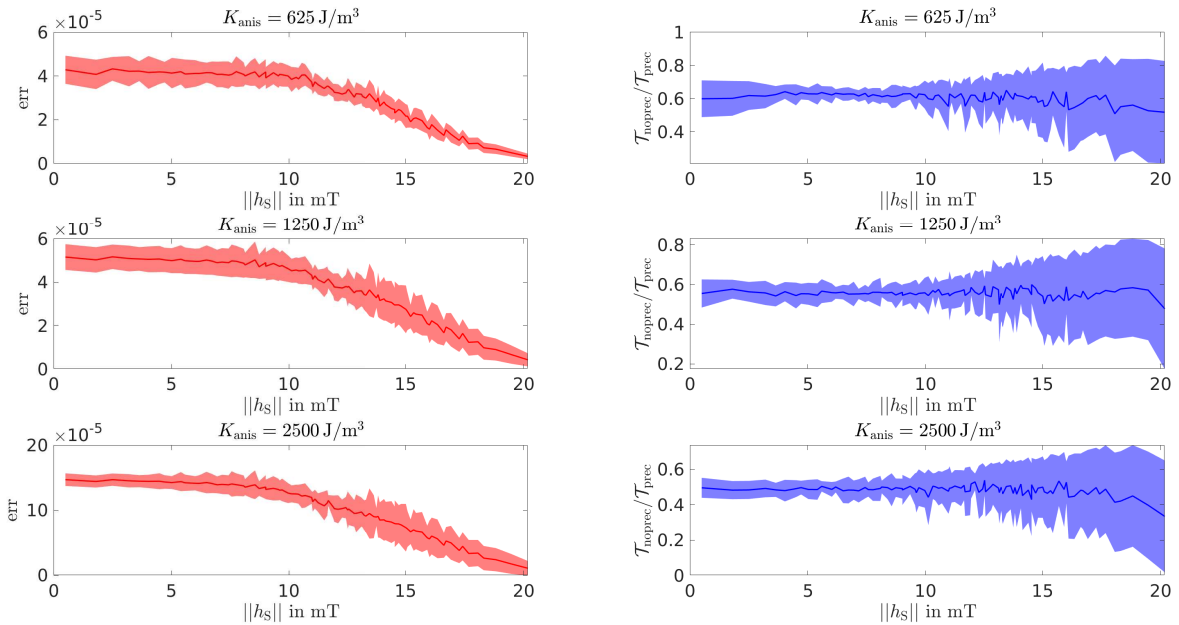 K_anis = 625 J/m³
×10⁻⁵
6
4
2
0
err
0 5 10 15 20
||h_S|| in mT
K_anis = 625 J/m³
1
0.8
0.6
0.4
𝒯_noprec/𝒯_prec
0 5 10 15 20
||h_S|| in mT
K_anis = 1250 J/m³
×10⁻⁵
6
4
2
0
err
0 5 10 15 20
||h_S|| in mT
K_anis = 1250 J/m³
0.8
0.6
0.4
0.2
𝒯_noprec/𝒯_prec
0 5 10 15 20
||h_S|| in mT
K_anis = 2500 J/m³
×10⁻⁵
20
10
0
err
0 5 10 15 20
||h_S|| in mT
K_anis = 2500 J/m³
0.6
0.4
0.2
0
𝒯_noprec/𝒯_prec
0 5 10 15 20
||h_S|| in mT